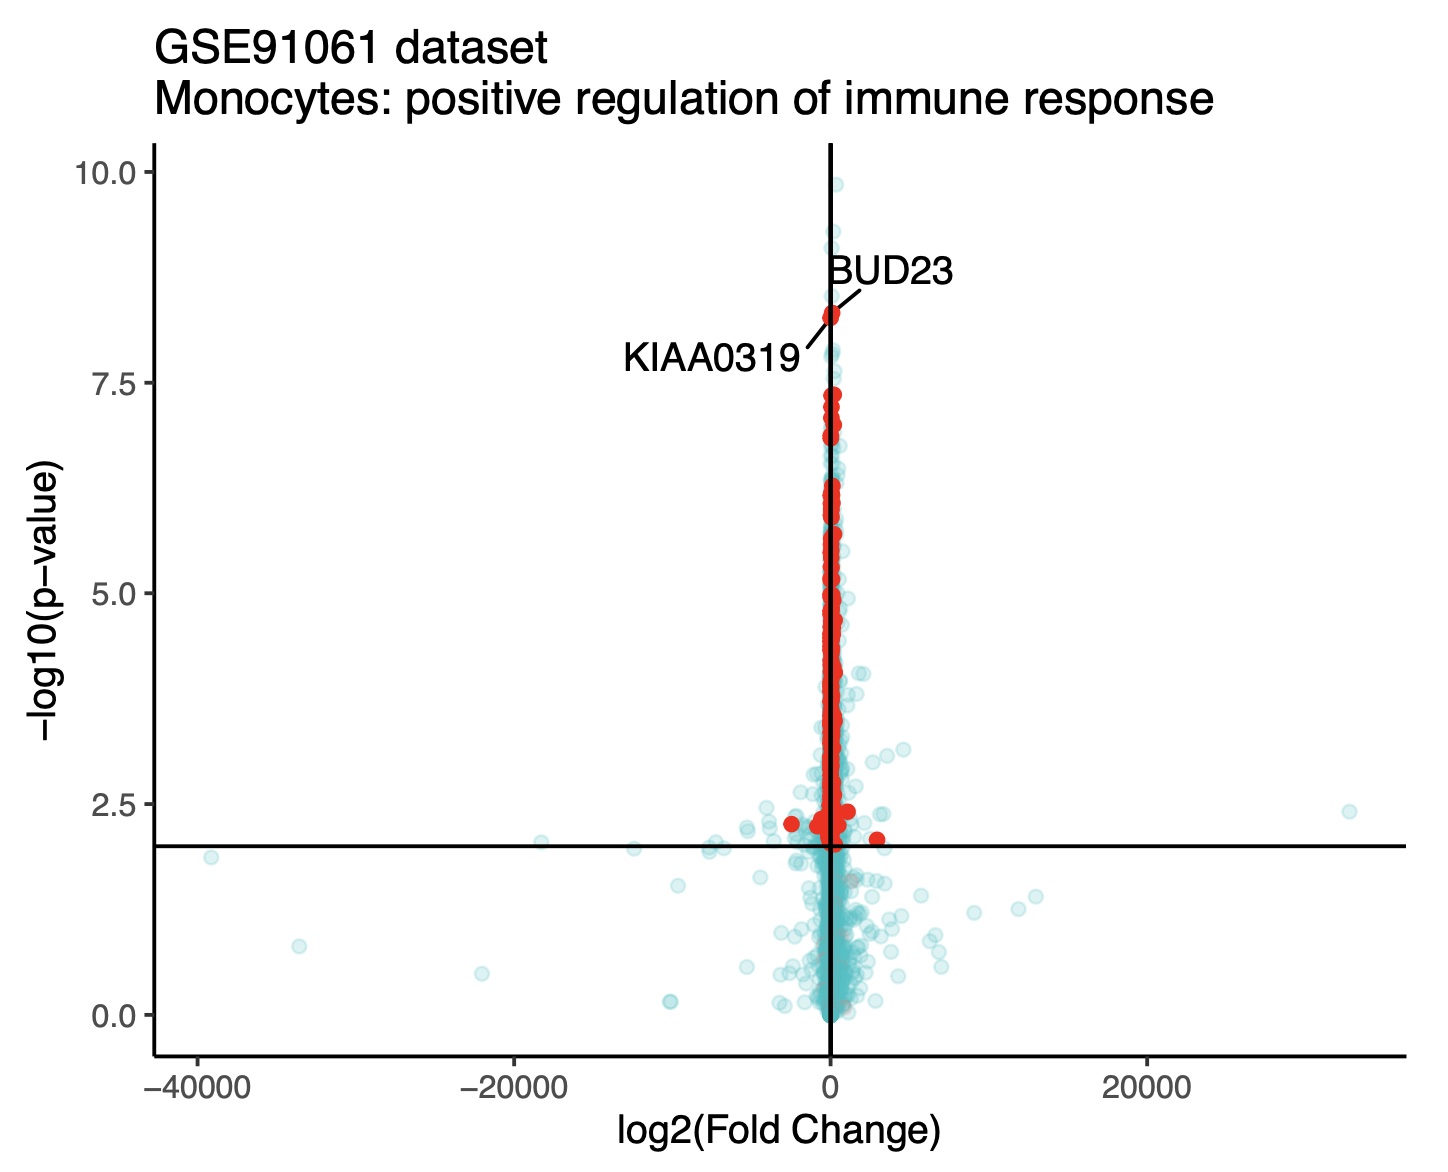 GSE91061 dataset
Monocytes: positive regulation of immune response
10.0
BUD23
KIAA0319
7.5
5.0
2.5
0.0
−log10(p−value)
−40000
−20000
0
20000
log2(Fold Change)